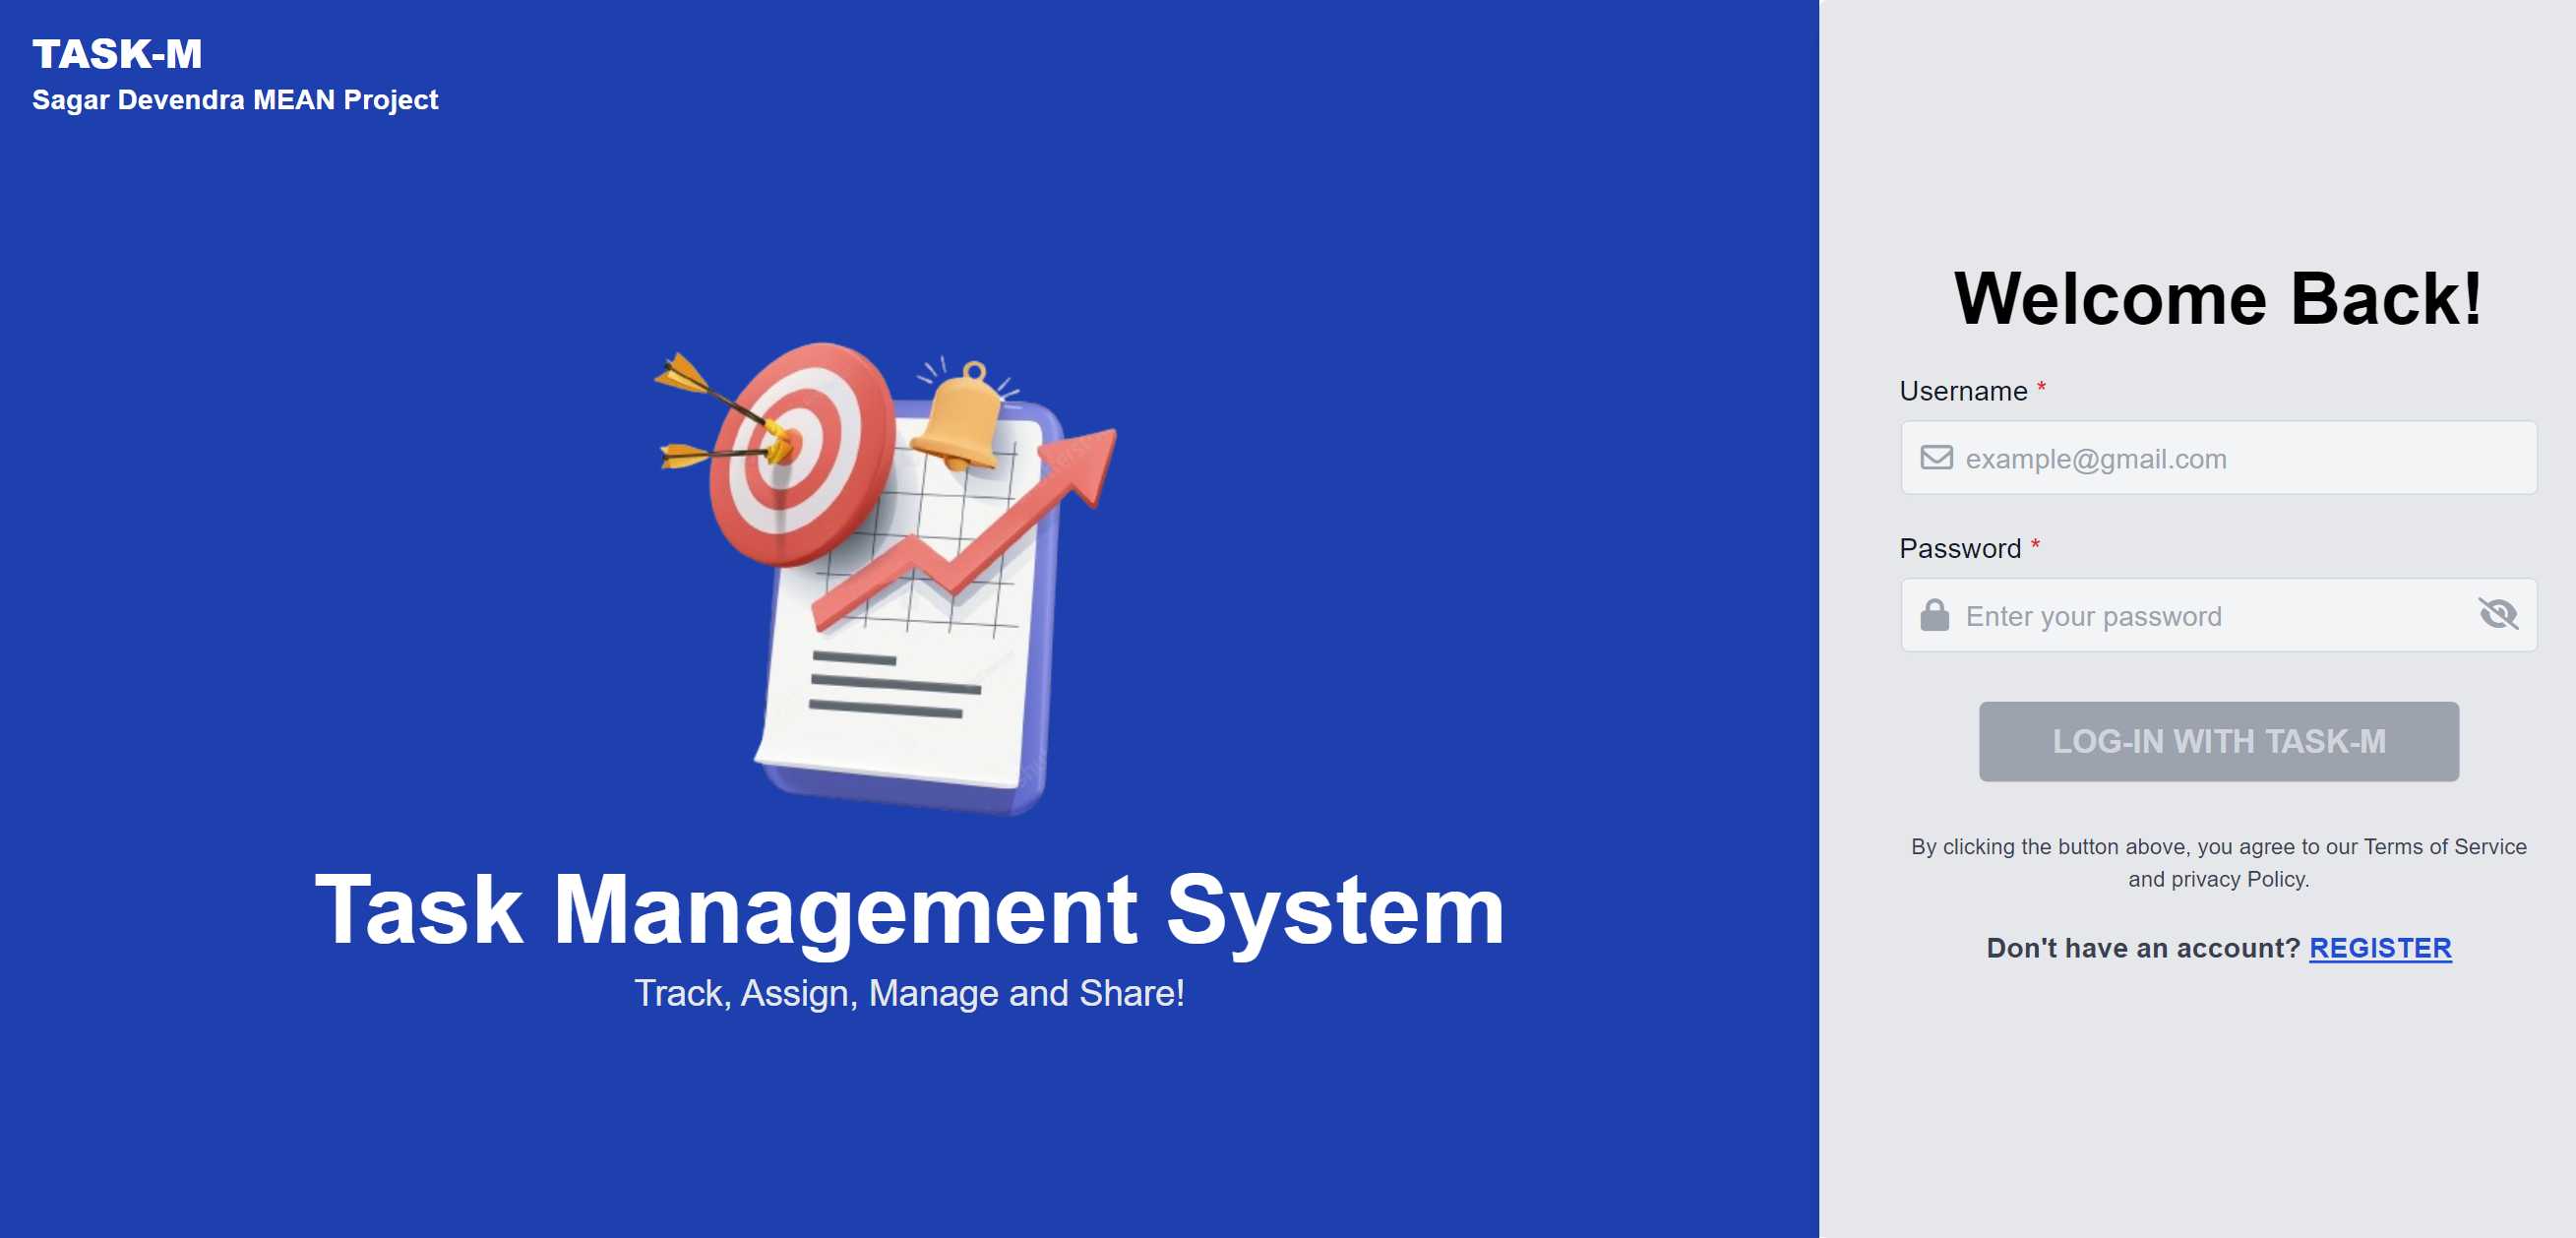 TASK-M
Sagar Devendra MEAN Project
Task Management System
Track, Assign, Manage and Share!
Welcome Back!
Username *
example@gmail.com
Password *
Enter your password
LOG-IN WITH TASK-M
By clicking the button above, you agree to our Terms of Service
and privacy Policy.
Don't have an account? REGISTER